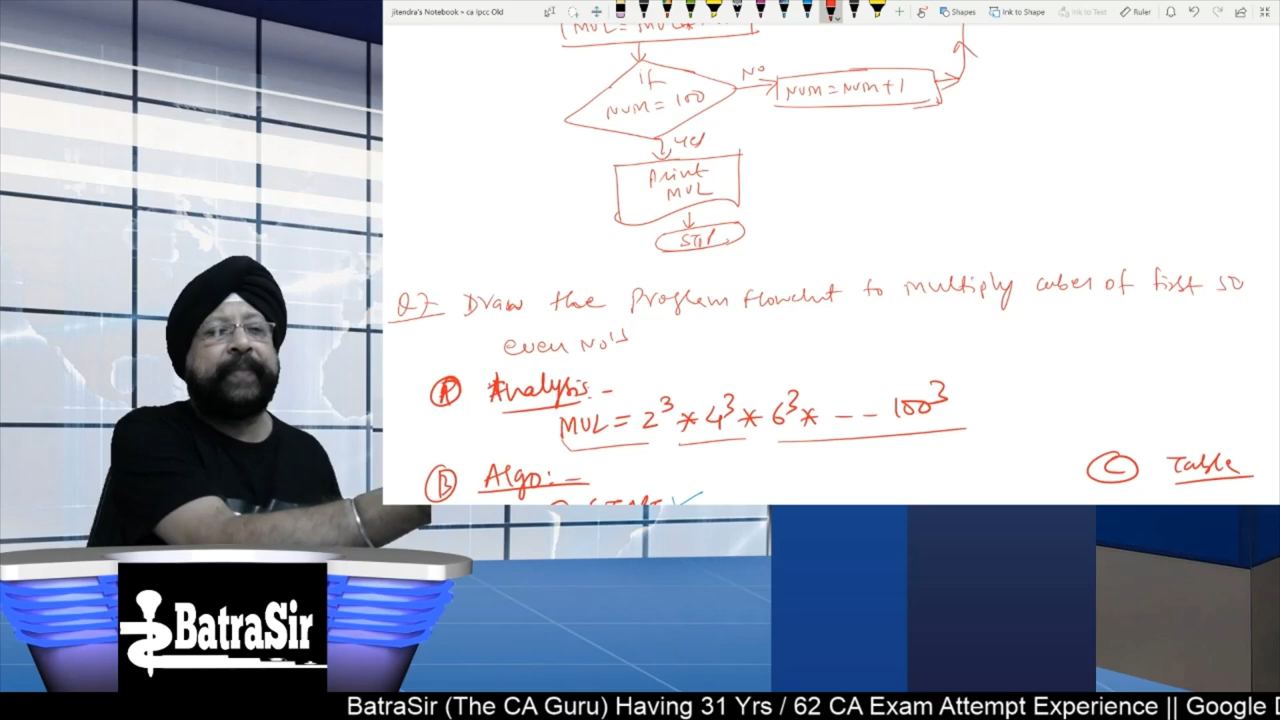 jitendra's Notebook » ca Ipcc Old
Shapes
Ink to Shape
Ink to Text
Ruler
if
NUM = 100
NO
NUM = NUM + 1
Yes
Print
MUL
STOP
Q7 Draw the program flowchart to multiply cubes of first 50
even No's
A Analysis -
MUL = 2³ * 4³ * 6³ * - - 100³
B Algo: -
C Table
START
BatraSir
BatraSir (The CA Guru) Having 31 Yrs / 62 CA Exam Attempt Experience || Google